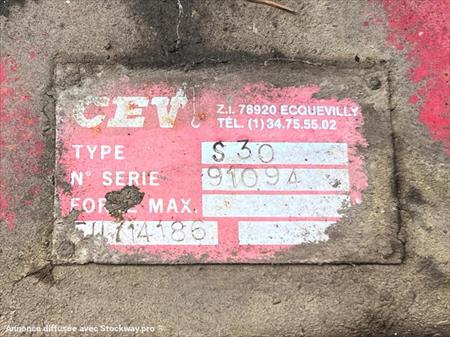 CEV
Z.I. 78920 ECQUEVILLY
TÉL. (1) 34.75.55.02
TYPE S 30
N° SERIE 91094
MAX.
Annonce diffusée avec Stockway.pro ®